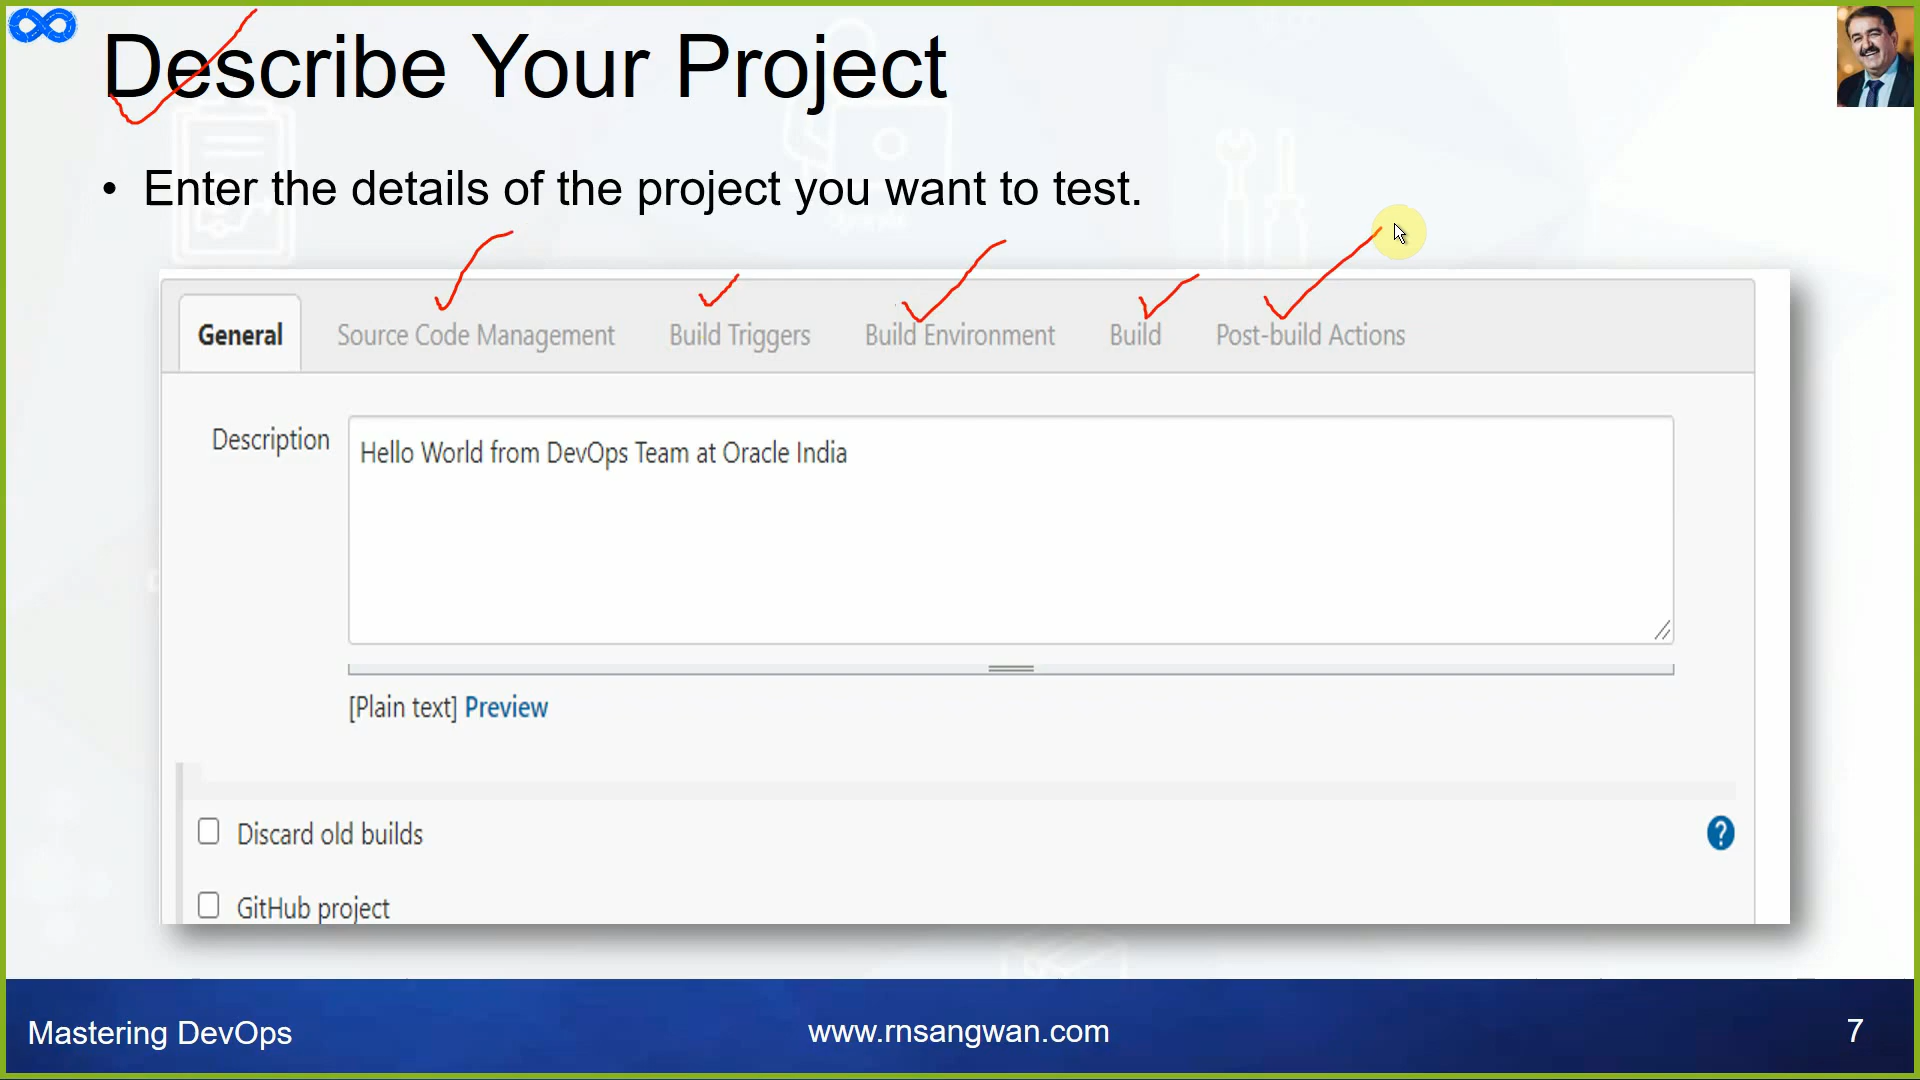 Describe Your Project
• Enter the details of the project you want to test.
General Source Code Management Build Triggers Build Environment Build Post-build Actions
Description Hello World from DevOps Team at Oracle India
[Plain text] Preview
Discard old builds ?
GitHub project
Mastering DevOps www.rnsangwan.com 7